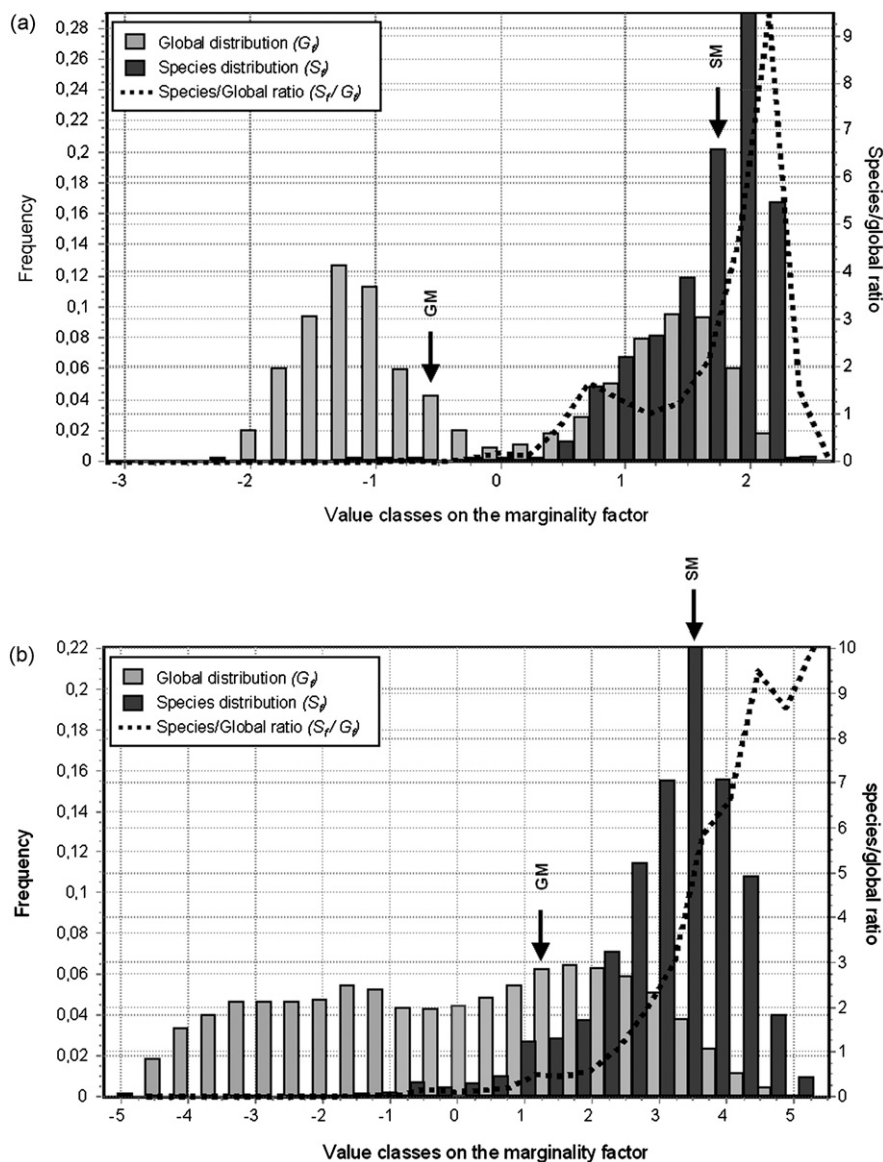 (a)
Global distribution (Gf)
Species distribution (Sf)
Species/Global ratio (Sf / Gf)
GM
SM
Frequency
0,28
0,26
0,24
0,22
0,2
0,18
0,16
0,14
0,12
0,1
0,08
0,06
0,04
0,02
0
Species/global ratio
9
8
7
6
5
4
3
2
1
0
-3 -2 -1 0 1 2
Value classes on the marginality factor
(b)
Global distribution (Gf)
Species distribution (Sf)
Species/Global ratio (Sf / Gf)
GM
SM
Frequency
0,22
0,2
0,18
0,16
0,14
0,12
0,1
0,08
0,06
0,04
0,02
0
species/global ratio
10
9
8
7
6
5
4
3
2
1
0
-5 -4 -3 -2 -1 0 1 2 3 4 5
Value classes on the marginality factor